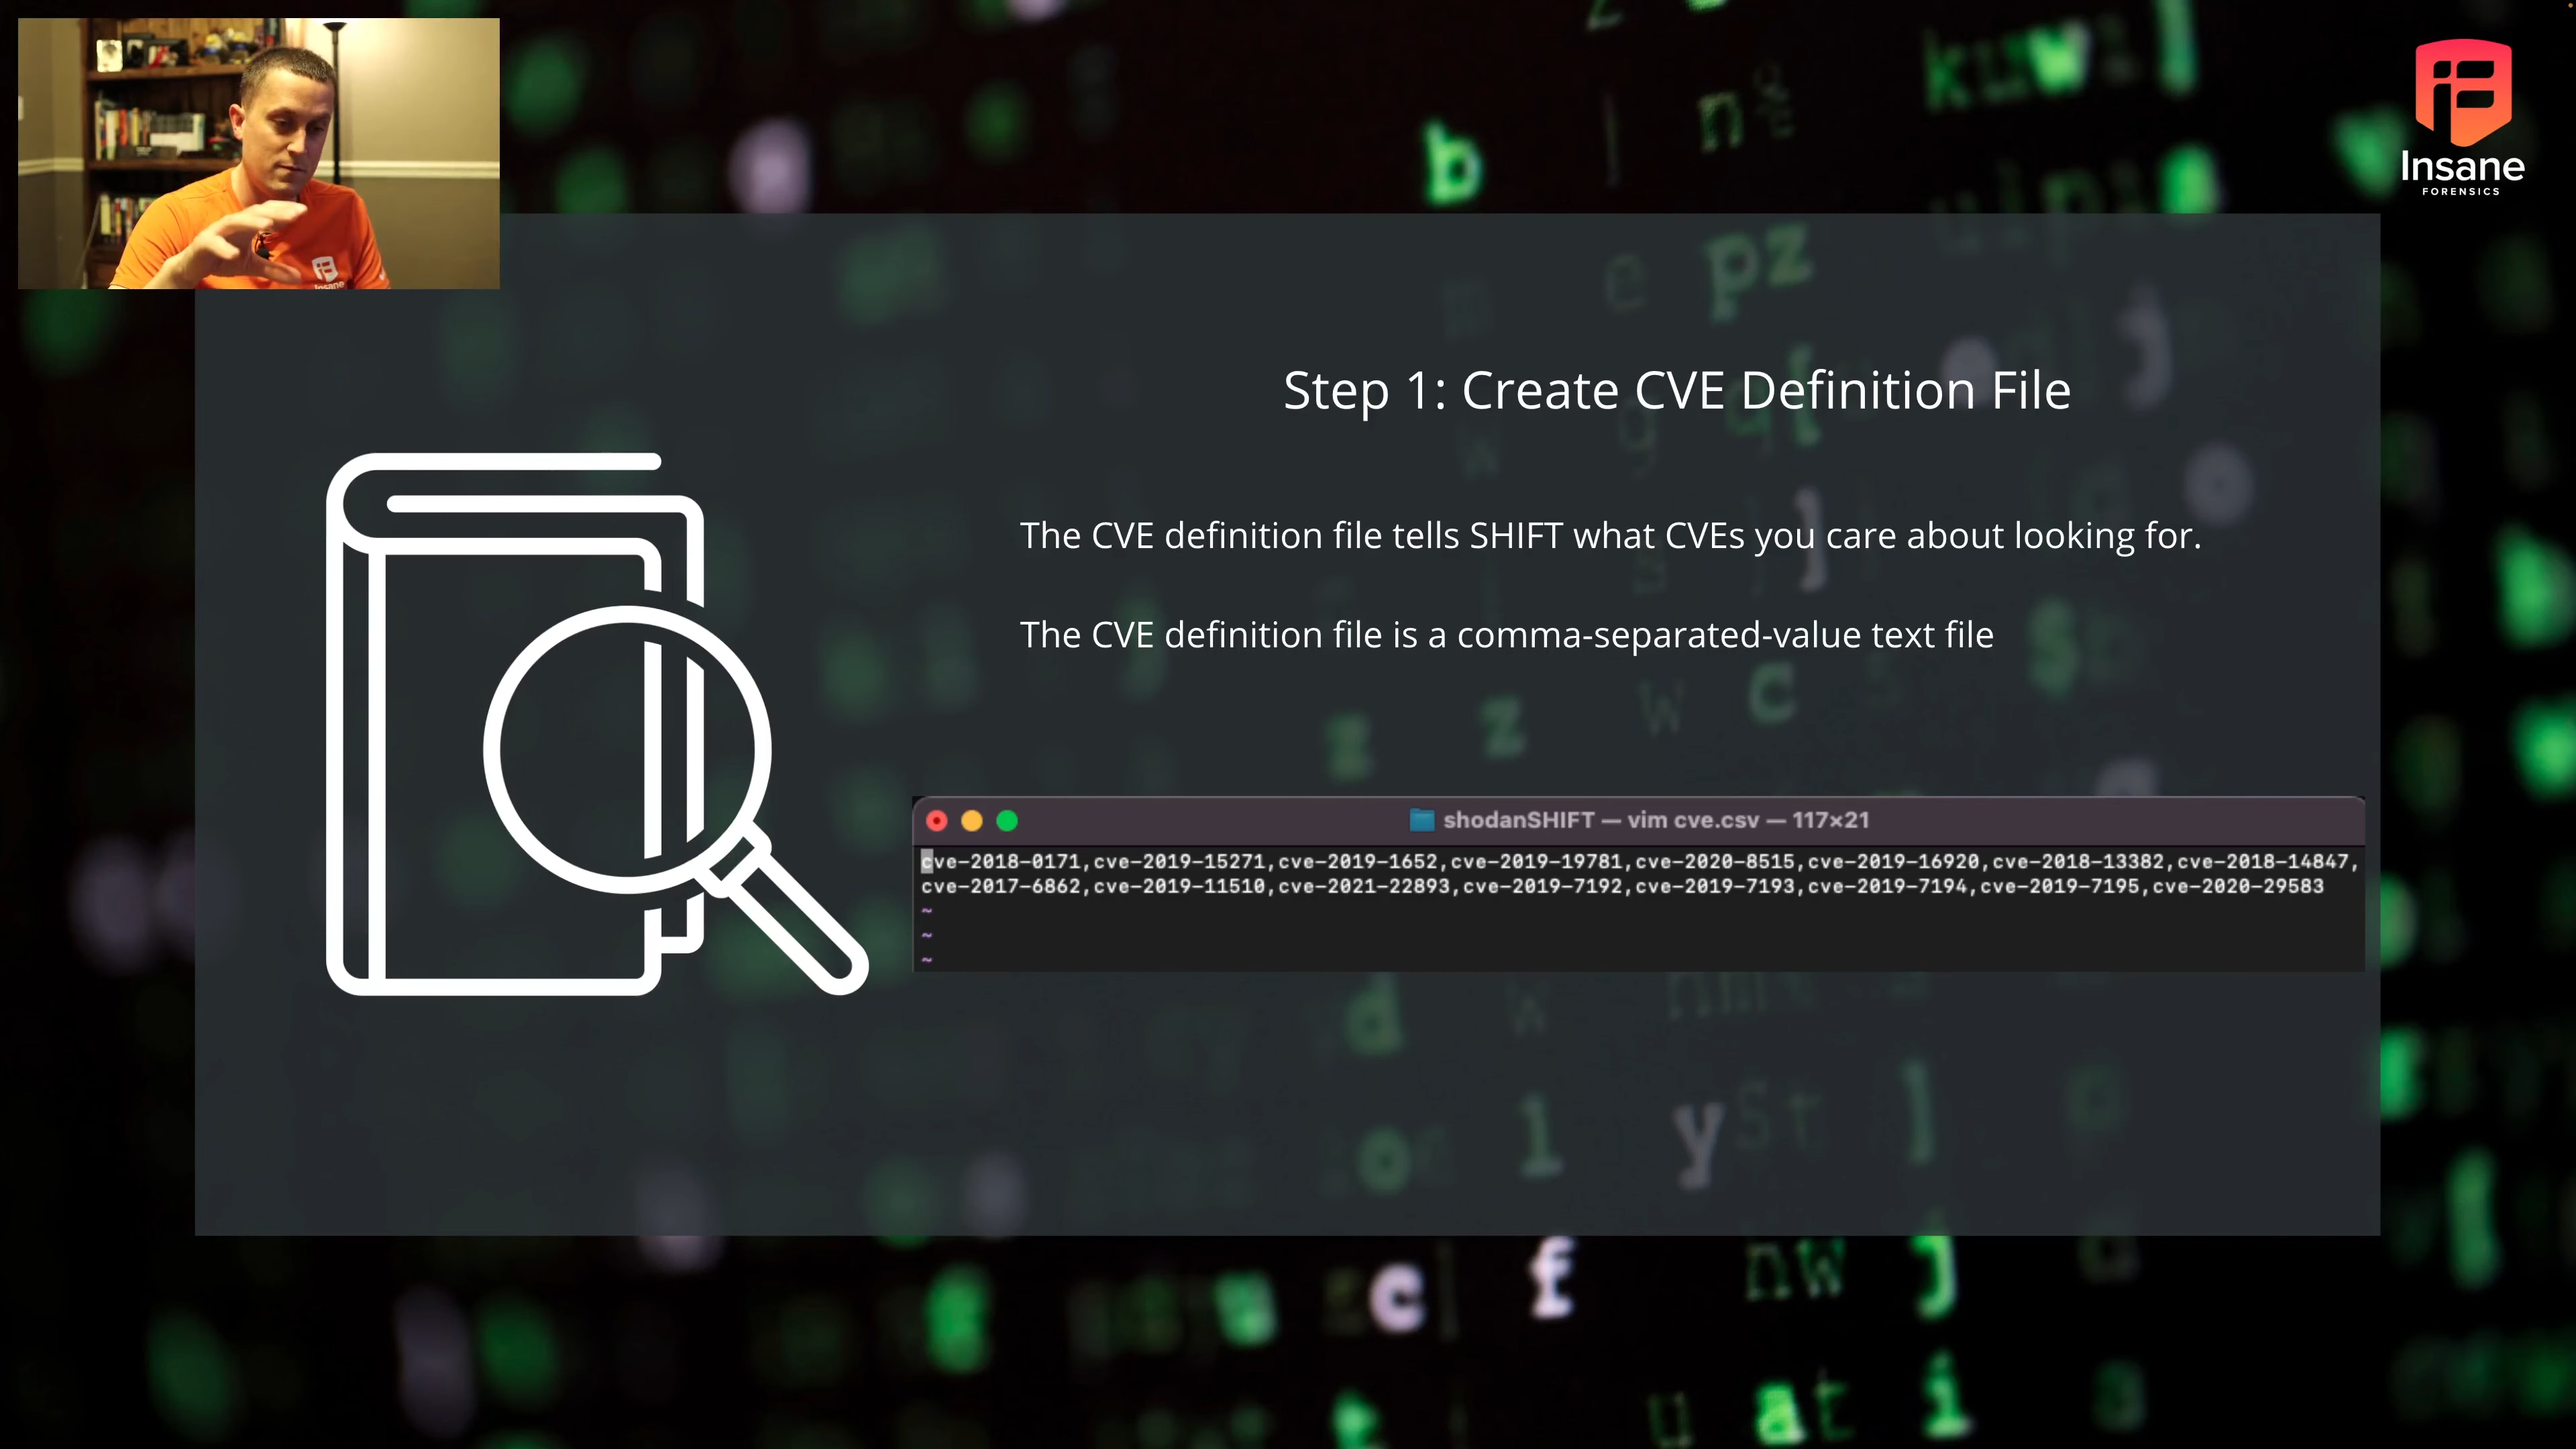 Insane
FORENSICS
Step 1: Create CVE Definition File
The CVE definition file tells SHIFT what CVEs you care about looking for.
The CVE definition file is a comma-separated-value text file
shodanSHIFT — vim cve.csv — 117×21
cve-2018-0171,cve-2019-15271,cve-2019-1652,cve-2019-19781,cve-2020-8515,cve-2019-16920,cve-2018-13382,cve-2018-14847,
cve-2017-6862,cve-2019-11510,cve-2021-22893,cve-2019-7192,cve-2019-7193,cve-2019-7194,cve-2019-7195,cve-2020-29583
~
~
~